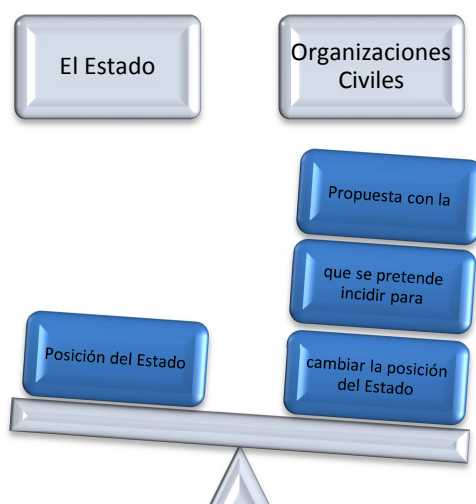 El Estado
Organizaciones
Civiles
Propuesta con la
que se pretende
incidir para
Posición del Estado
cambiar la posición
del Estado